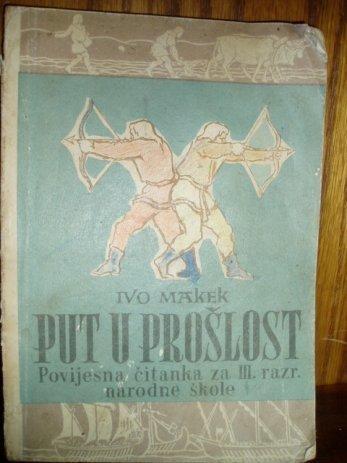 IVO MAKEK
PUT U PROŠLOST
Povijesna čitanka za III. razr.
narodne škole